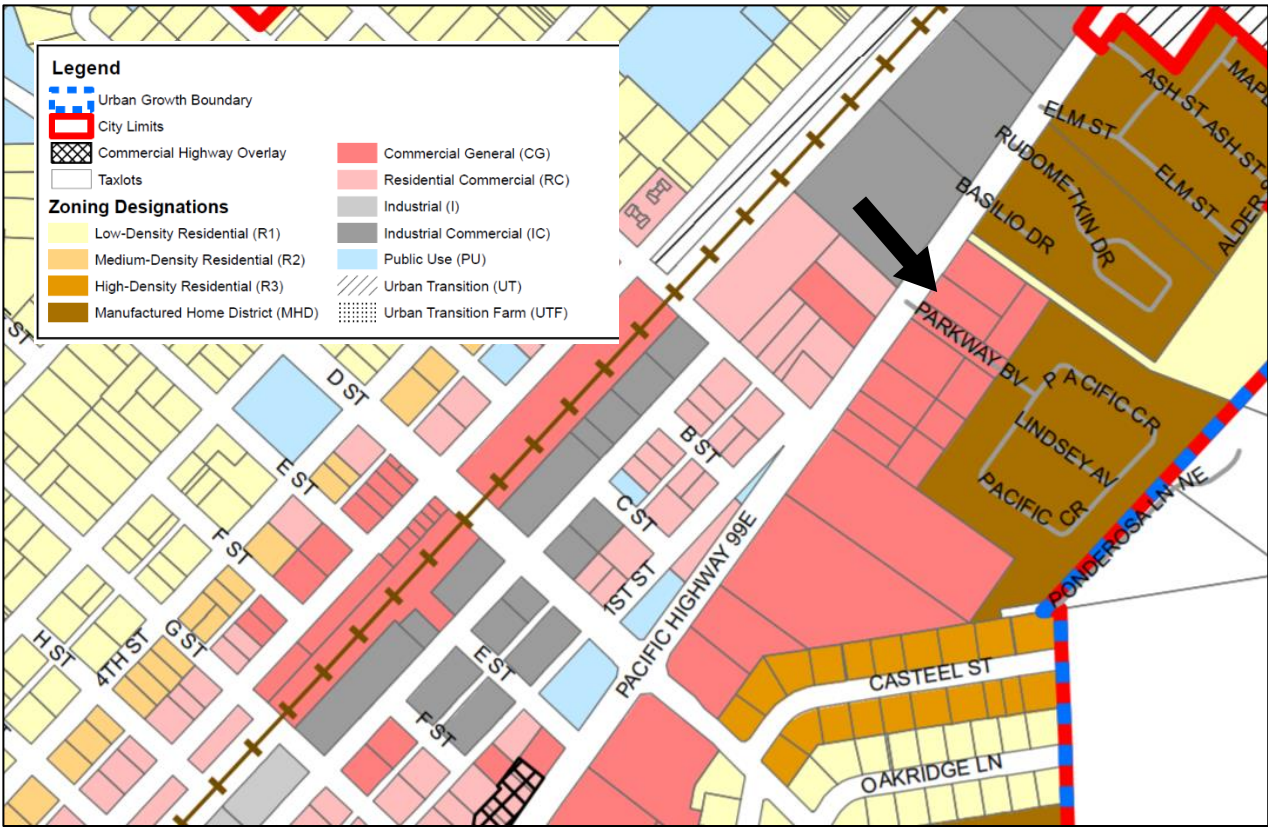 Legend
Urban Growth Boundary
City Limits
Commercial Highway Overlay
Taxlots
Zoning Designations
Low-Density Residential (R1)
Medium-Density Residential (R2)
High-Density Residential (R3)
Manufactured Home District (MHD)
Commercial General (CG)
Residential Commercial (RC)
Industrial (I)
Industrial Commercial (IC)
Public Use (PU)
Urban Transition (UT)
Urban Transition Farm (UTF)
ASH ST
ASH ST
ELM ST
ELM ST
RUDOMETKIN DR
BASILIO DR
PARKWAY BV
PACIFIC CR
LINDSEY AV
PACIFIC CR
PONDEROSA LN NE
D ST
B ST
E ST
C ST
F ST
1ST ST
PACIFIC HIGHWAY 99E
H ST
4TH ST
G ST
E ST
F ST
CASTEEL ST
OAKRIDGE LN